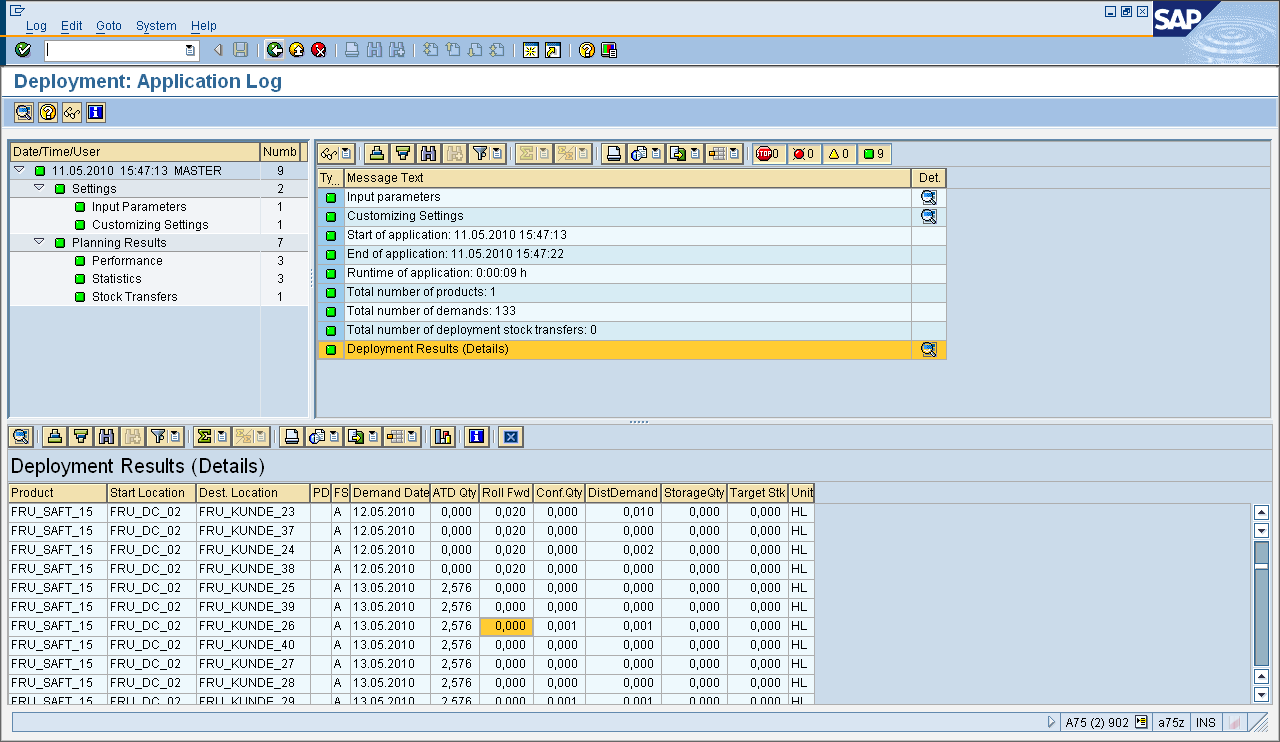 Log Edit Goto System Help
SAP
Deployment: Application Log
Date/Time/User Numb
11.05.2010 15:47:13 MASTER 9
Settings 2
Input Parameters 1
Customizing Settings 1
Planning Results 7
Performance 3
Statistics 3
Stock Transfers 1
STOP 0 0 0 9
Ty... Message Text Det.
Input parameters
Customizing Settings
Start of application: 11.05.2010 15:47:13
End of application: 11.05.2010 15:47:22
Runtime of application: 0:00:09 h
Total number of products: 1
Total number of demands: 133
Total number of deployment stock transfers: 0
Deployment Results (Details)
Deployment Results (Details)
Product Start Location Dest. Location PD FS Demand Date ATD Qty Roll Fwd Conf.Qty DistDemand StorageQty Target Stk Unit
FRU_SAFT_15 FRU_DC_02 FRU_KUNDE_23 A 12.05.2010 0,000 0,020 0,000 0,010 0,000 0,000 HL
FRU_SAFT_15 FRU_DC_02 FRU_KUNDE_37 A 12.05.2010 0,000 0,020 0,000 0,000 0,000 0,000 HL
FRU_SAFT_15 FRU_DC_02 FRU_KUNDE_24 A 12.05.2010 0,000 0,020 0,000 0,002 0,000 0,000 HL
FRU_SAFT_15 FRU_DC_02 FRU_KUNDE_38 A 12.05.2010 0,000 0,020 0,000 0,000 0,000 0,000 HL
FRU_SAFT_15 FRU_DC_02 FRU_KUNDE_25 A 13.05.2010 2,576 0,000 0,000 0,000 0,000 0,000 HL
FRU_SAFT_15 FRU_DC_02 FRU_KUNDE_39 A 13.05.2010 2,576 0,000 0,000 0,000 0,000 0,000 HL
FRU_SAFT_15 FRU_DC_02 FRU_KUNDE_26 A 13.05.2010 2,576 0,000 0,001 0,001 0,000 0,000 HL
FRU_SAFT_15 FRU_DC_02 FRU_KUNDE_40 A 13.05.2010 2,576 0,000 0,000 0,000 0,000 0,000 HL
FRU_SAFT_15 FRU_DC_02 FRU_KUNDE_27 A 13.05.2010 2,576 0,000 0,000 0,000 0,000 0,000 HL
FRU_SAFT_15 FRU_DC_02 FRU_KUNDE_28 A 13.05.2010 2,576 0,000 0,000 0,000 0,000 0,000 HL
FRU_SAFT_15 FRU_DC_02 FRU_KUNDE_29 A 13.05.2010 2,576 0,000 0,001 0,001 0,000 0,000 HL
A75 (2) 902 a75z INS